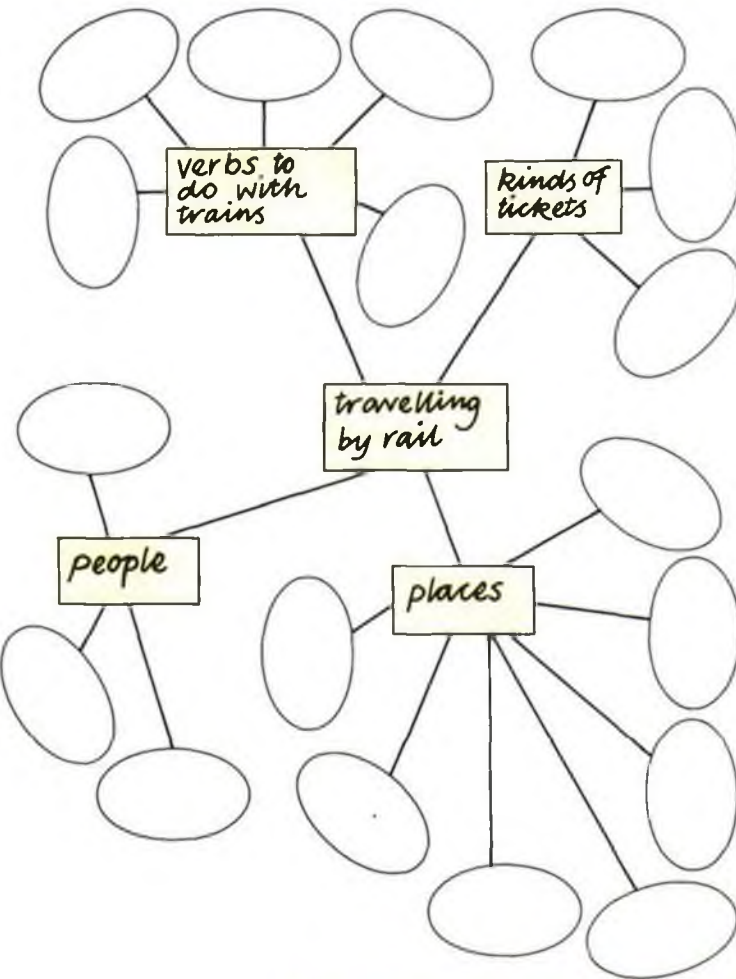 verbs to
do with
trains
kinds of
tickets
travelling
by rail
people
places